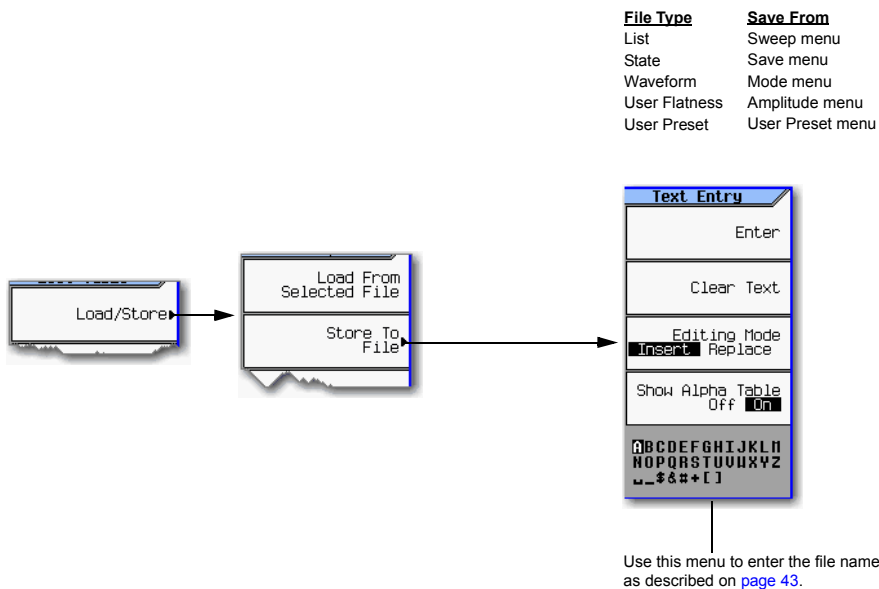 File Type Save From
List Sweep menu
State Save menu
Waveform Mode menu
User Flatness Amplitude menu
User Preset User Preset menu
Load/Store
Load From
Selected File
Store To
File
Text Entry
Enter
Clear Text
Editing Mode
Insert Replace
Show Alpha Table
Off On
ABCDEFGHIJKLM
NOPQRSTUVWXYZ
␣_$&#+[]
Use this menu to enter the file name
as described on page 43.